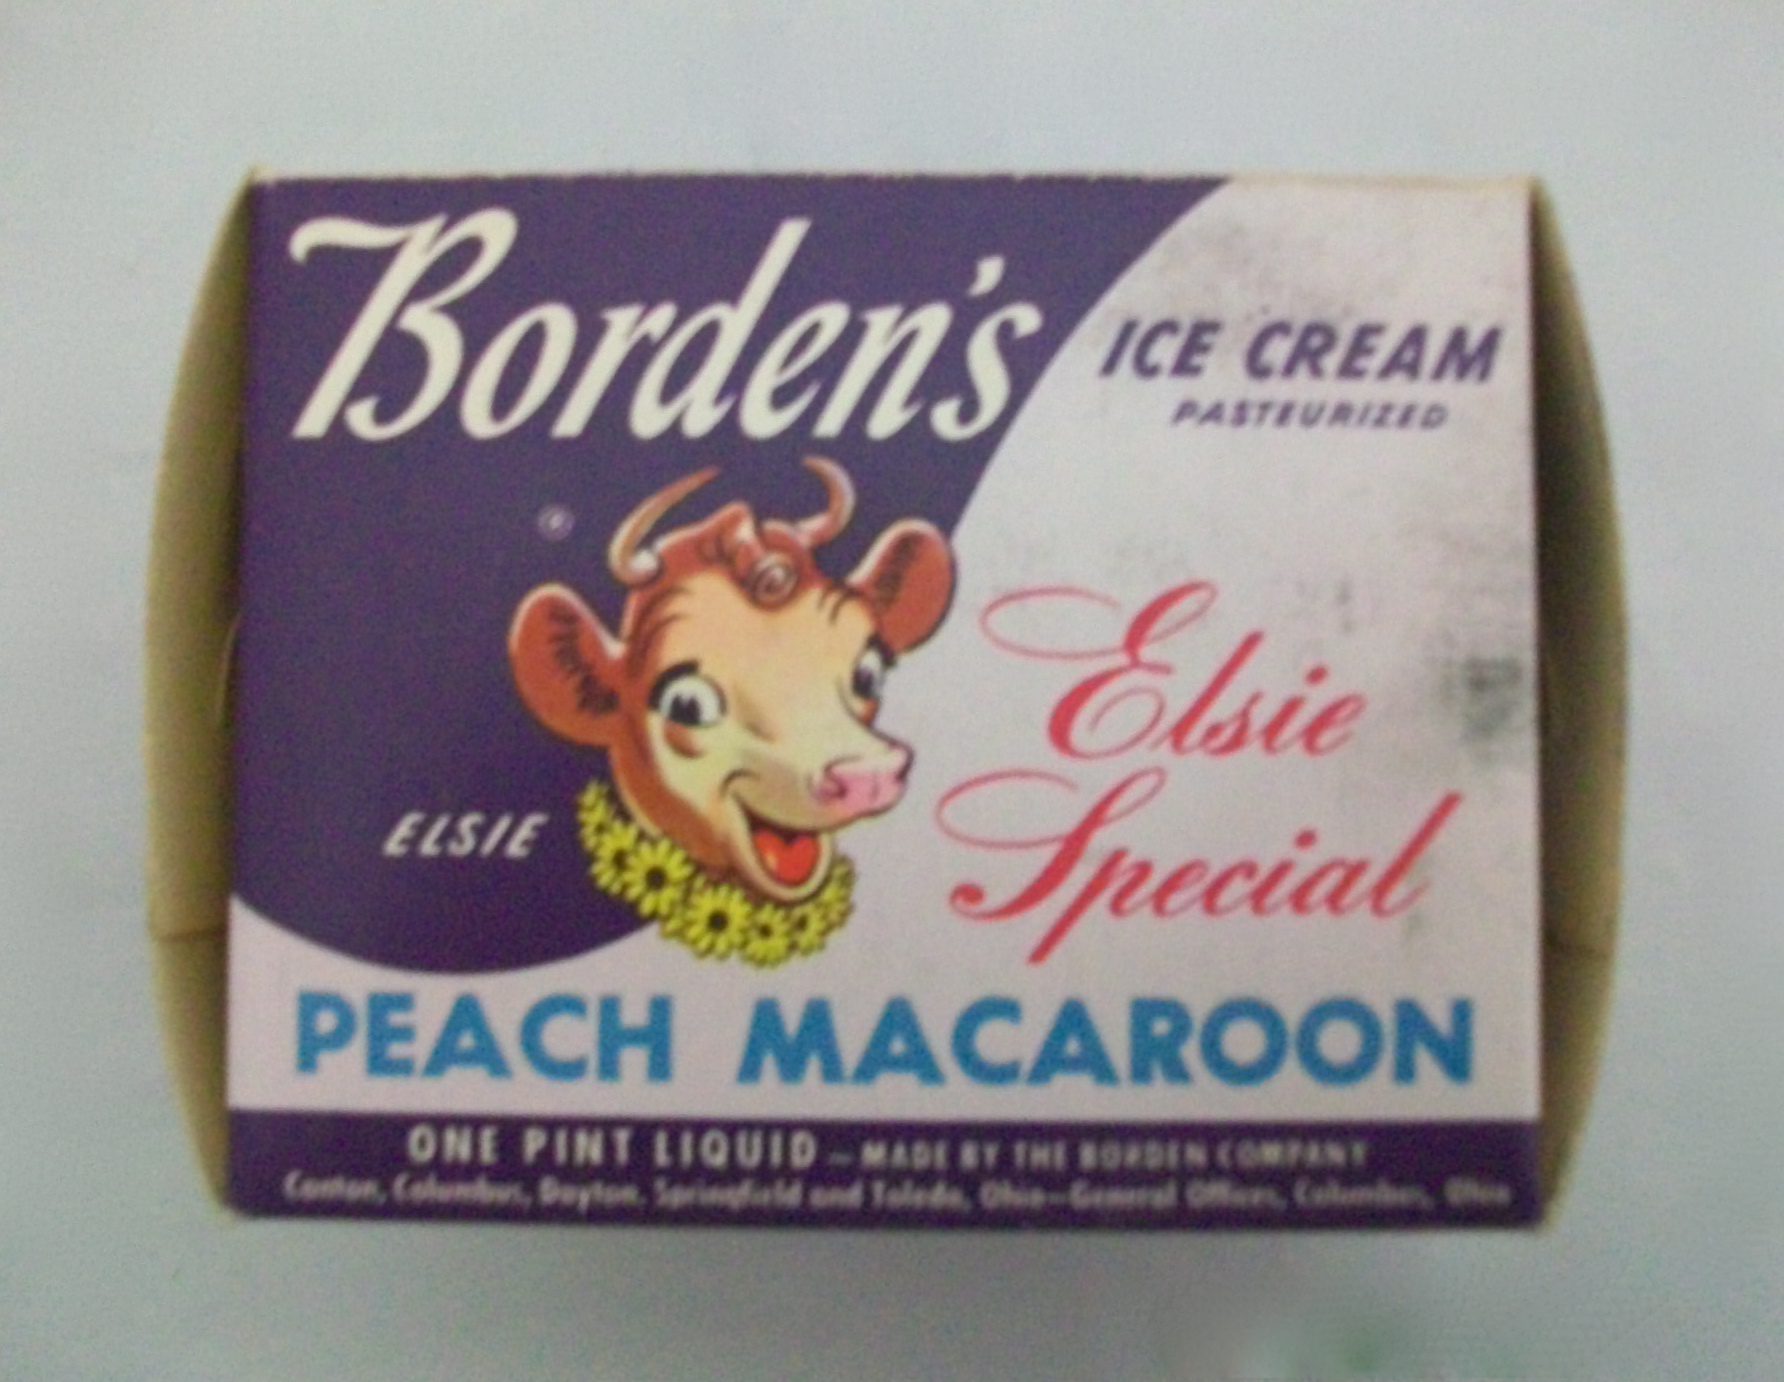 Borden's
ICE CREAM
PASTEURIZED
®
Elsie
Special
ELSIE
PEACH MACAROON
ONE PINT LIQUID – MADE BY THE BORDEN COMPANY
Canton, Columbus, Dayton, Springfield and Toledo, Ohio—General Offices, Columbus, Ohio